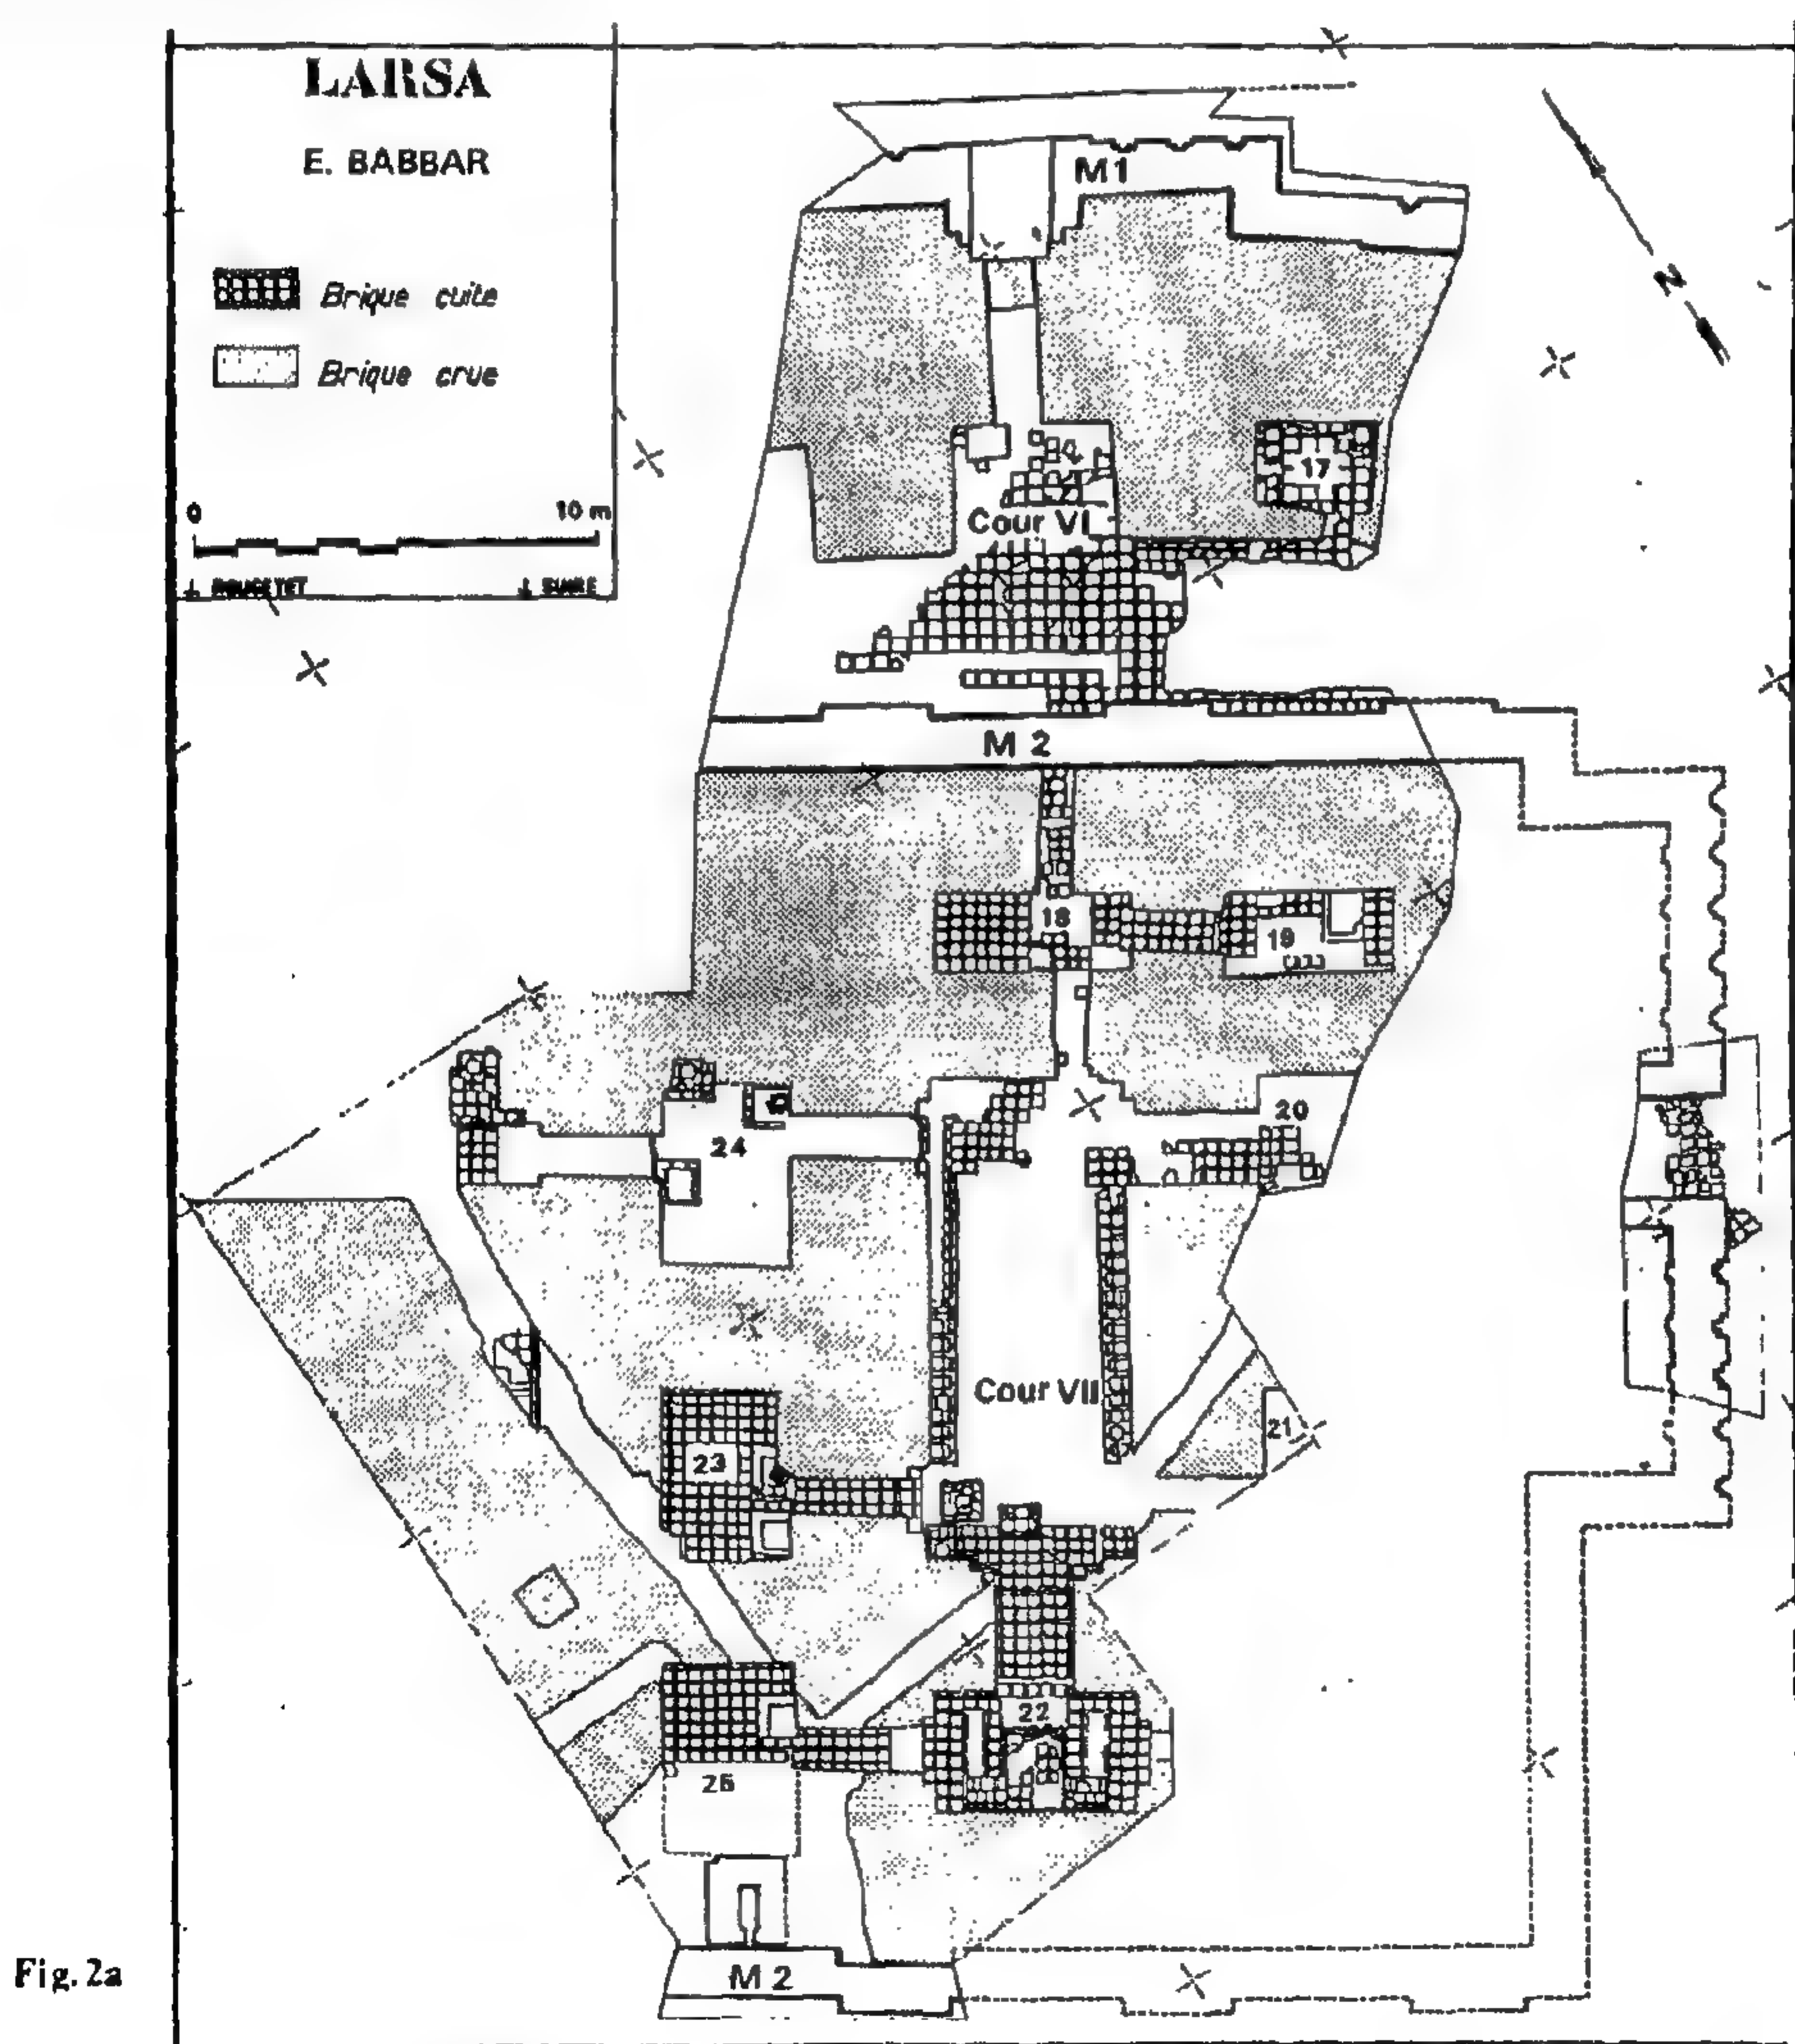 LARSA
E. BABBAR
Brique cuite
Brique crue
0 10 m
SUIRE
N
M1
17
Cour VI
M 2
18
19
20
24
Cour VII
21
23
22
M 2
Fig. 2a